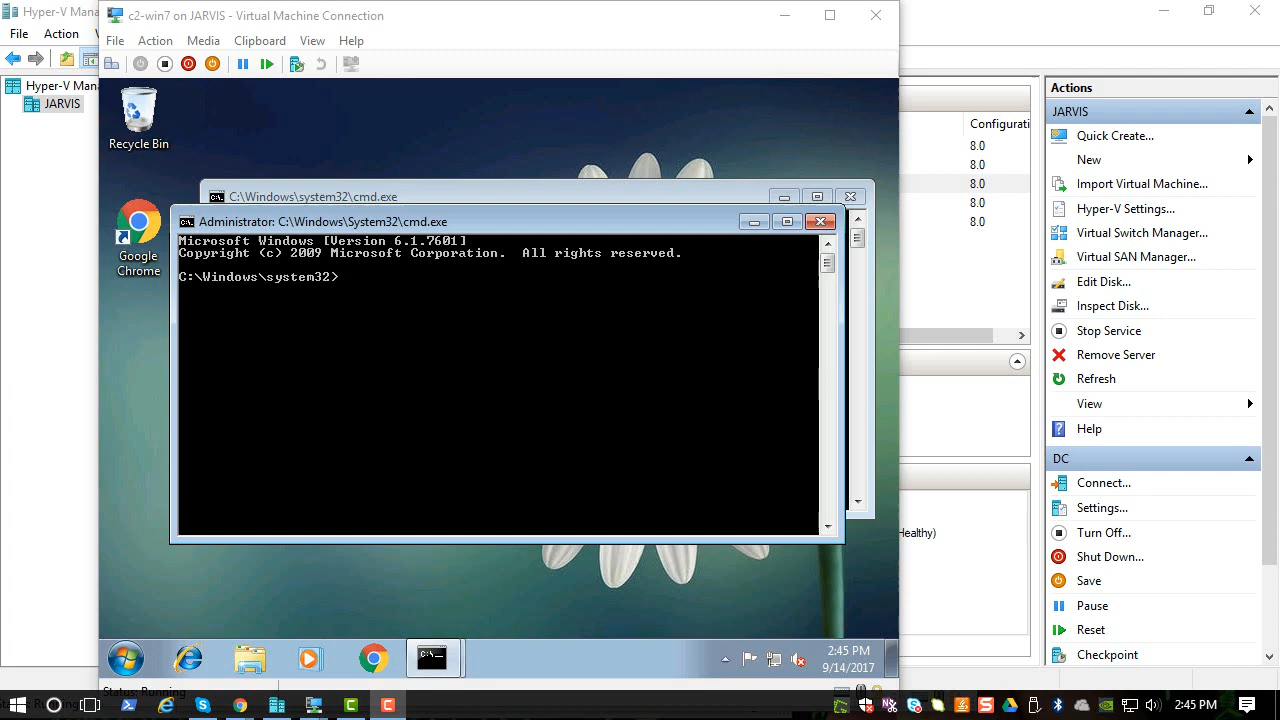 Hyper-V Mana
c2-win7 on JARVIS - Virtual Machine Connection
File Action
File Action Media Clipboard View Help
Hyper-V Mana
JARVIS
Recycle Bin
Google
Chrome
C:\Windows\system32\cmd.exe
Administrator: C:\Windows\System32\cmd.exe
Microsoft Windows [Version 6.1.7601]
Copyright (c) 2009 Microsoft Corporation. All rights reserved.
C:\Windows\system32>
2:45 PM
9/14/2017
Status: Running
Configurati
8.0
8.0
8.0
8.0
8.0
Healthy)
Actions
JARVIS
Quick Create...
New
Import Virtual Machine...
Hyper-V Settings...
Virtual Switch Manager...
Virtual SAN Manager...
Edit Disk...
Inspect Disk...
Stop Service
Remove Server
Refresh
View
Help
DC
Connect...
Settings...
Turn Off...
Shut Down...
Save
Pause
Reset
Checkpoint
2:45 PM